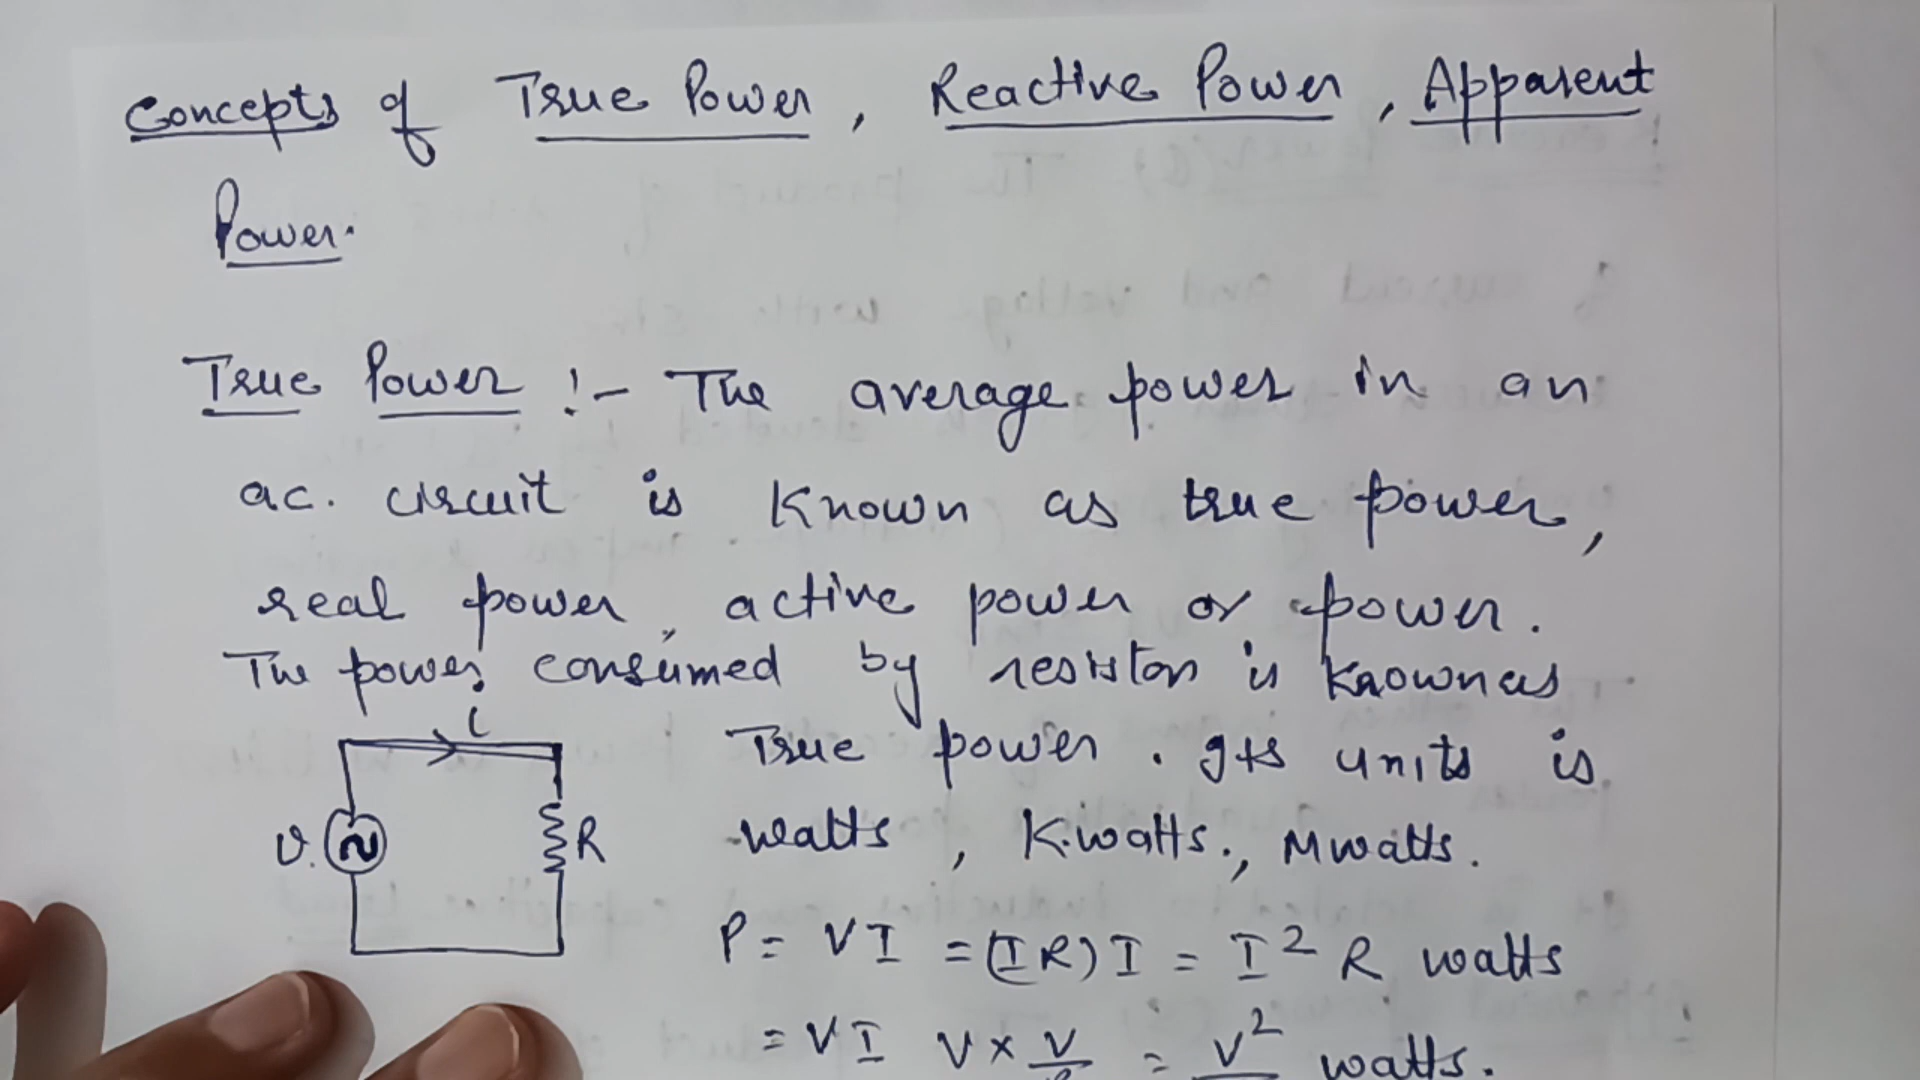 Concepts of True Power, Reactive Power, Apparent
Power.
True Power :- The average power in an
ac. circuit is known as true power,
real power, active power or power.
The power consumed by resistor is known as
i
True power. Its units is
v.
R
watts, K.watts., Mwatts.
P = VI = (IR) I = I² R watts
= VI V × V = V² watts.